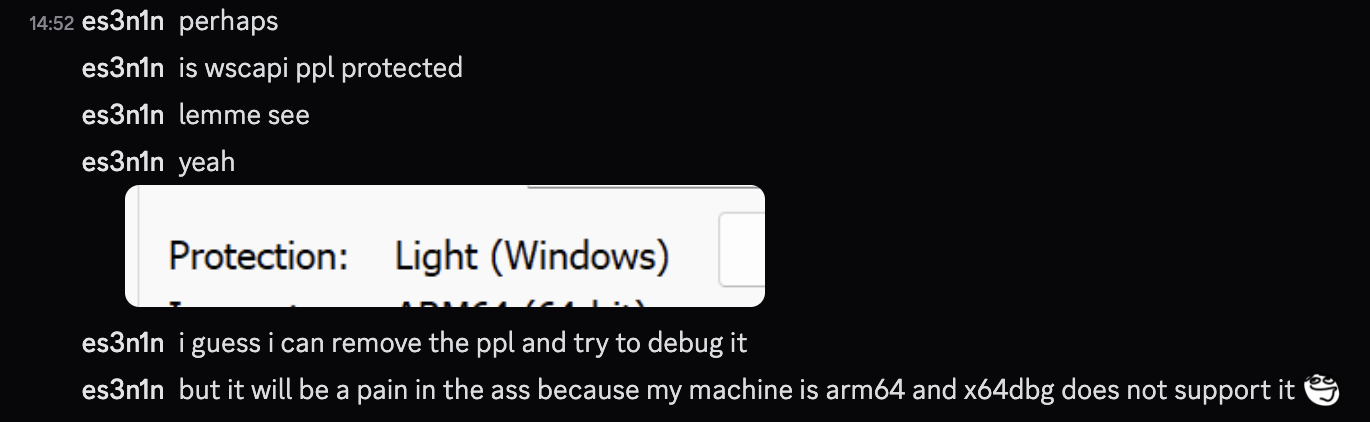 14:52 es3n1n perhaps
es3n1n is wscapi ppl protected
es3n1n lemme see
es3n1n yeah
Protection: Light (Windows)
ARM64 (64-bit)
es3n1n i guess i can remove the ppl and try to debug it
es3n1n but it will be a pain in the ass because my machine is arm64 and x64dbg does not support it